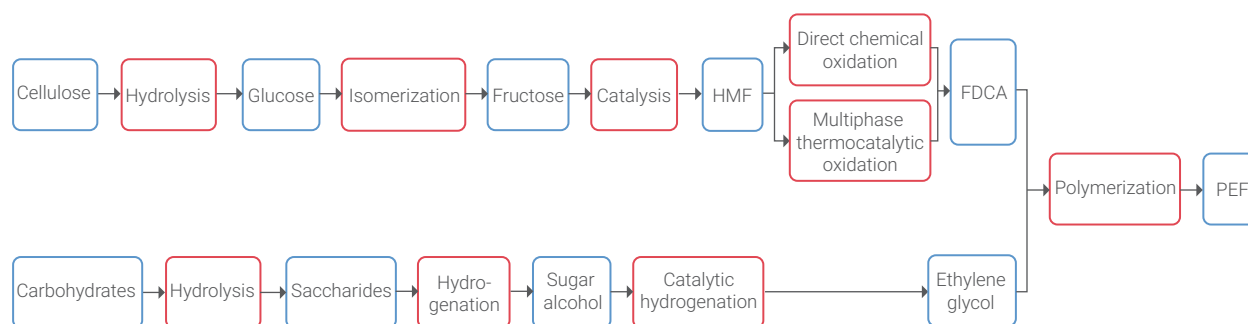 Cellulose
Hydrolysis
Glucose
Isomerization
Fructose
Catalysis
HMF
Direct chemical
oxidation
Multiphase
thermocatalytic
oxidation
FDCA
Polymerization
PEF
Carbohydrates
Hydrolysis
Saccharides
Hydro-
genation
Sugar
alcohol
Catalytic
hydrogenation
Ethylene
glycol